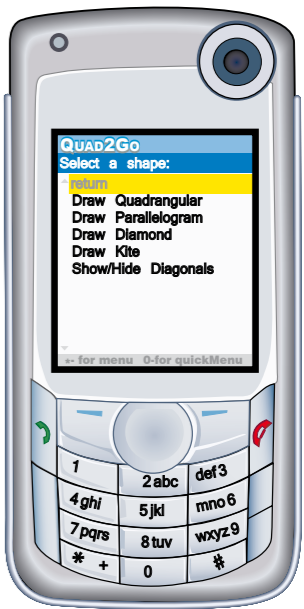 QUAD2GO
Select a shape:
return
Draw Quadrangular
Draw Parallelogram
Draw Diamond
Draw Kite
Show/Hide Diagonals
*- for menu 0-for quickMenu
1
2 abc
def 3
4 ghi
5 jkl
mno 6
7 pqrs
8 tuv
wxyz 9
* +
0
#